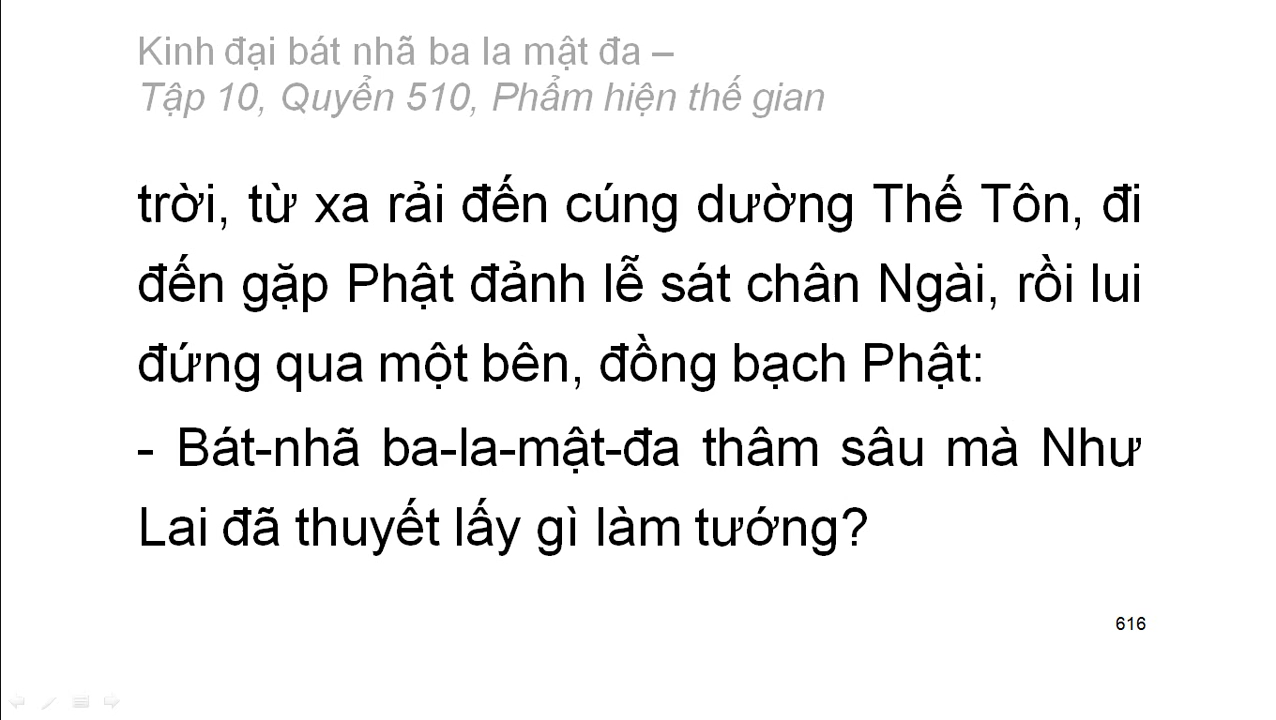 Kinh đại bát nhã ba la mật đa –
Tập 10, Quyển 510, Phẩm hiện thế gian
trời, từ xa rải đến cúng dường Thế Tôn, đi
đến gặp Phật đảnh lễ sát chân Ngài, rồi lui
đứng qua một bên, đồng bạch Phật:
- Bát-nhã ba-la-mật-đa thâm sâu mà Như
Lai đã thuyết lấy gì làm tướng?
616